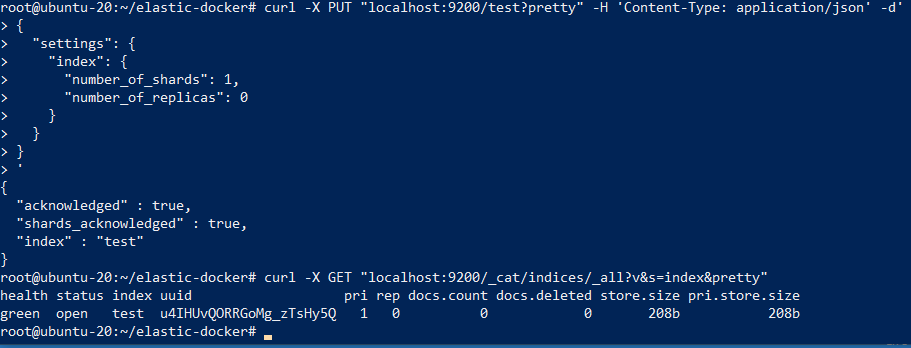 root@ubuntu-20:~/elastic-docker# curl -X PUT "localhost:9200/test?pretty" -H 'Content-Type: application/json' -d'
> {
>   "settings": {
>     "index": {
>       "number_of_shards": 1,
>       "number_of_replicas": 0
>     }
>   }
> }
> '
{
  "acknowledged" : true,
  "shards_acknowledged" : true,
  "index" : "test"
}
root@ubuntu-20:~/elastic-docker# curl -X GET "localhost:9200/_cat/indices/_all?v&s=index&pretty"
health status index uuid                   pri rep docs.count docs.deleted store.size pri.store.size
green  open   test  u4IHUvQORRGoMg_zTsHy5Q   1   0          0            0       208b           208b
root@ubuntu-20:~/elastic-docker#